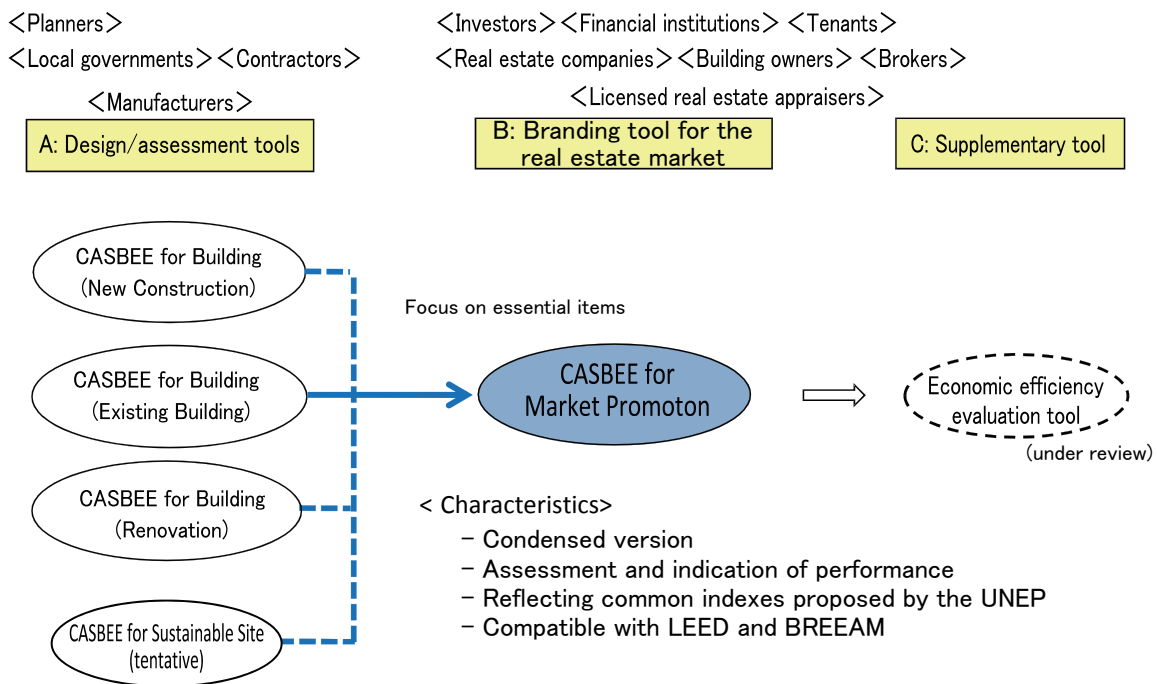 <Planners>
<Local governments> <Contractors>
<Manufacturers>
A: Design/assessment tools
<Investors> <Financial institutions> <Tenants>
<Real estate companies> <Building owners> <Brokers>
<Licensed real estate appraisers>
B: Branding tool for the
real estate market
C: Supplementary tool
CASBEE for Building
(New Construction)
CASBEE for Building
(Existing Building)
CASBEE for Building
(Renovation)
CASBEE for Sustainable Site
(tentative)
Focus on essential items
CASBEE for
Market Promoton
Economic efficiency
evaluation tool
(under review)
< Characteristics>
- Condensed version
- Assessment and indication of performance
- Reflecting common indexes proposed by the UNEP
- Compatible with LEED and BREEAM